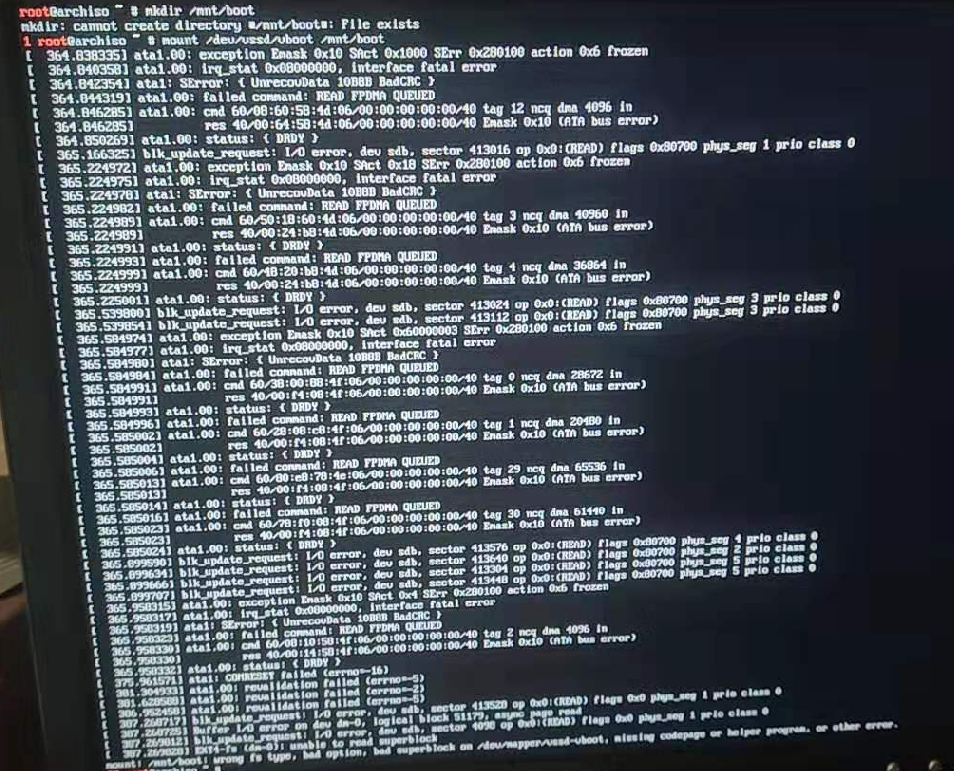 root@archiso ~ # mkdir /mnt/boot
mkdir: cannot create directory "/mnt/boot": File exists
1 root@archiso ~ # mount /dev/vssd/vboot /mnt/boot
[  364.838335] ata1.00: exception Emask 0x10 SAct 0x1000 SErr 0x280100 action 0x6 frozen
[  364.840358] ata1.00: irq_stat 0x08000000, interface fatal error
[  364.842354] ata1: SError: { UnrecovData 10B8B BadCRC }
[  364.844319] ata1.00: failed command: READ FPDMA QUEUED
[  364.846285] ata1.00: cmd 60/08:60:58:4d:06/00:00:00:00:00/40 tag 12 ncq dma 4096 in
[  364.846285]          res 40/00:64:58:4d:06/00:00:00:00:00/40 Emask 0x10 (ATA bus error)
[  364.850269] ata1.00: status: { DRDY }
[  365.166325] blk_update_request: I/O error, dev sdb, sector 413016 op 0x0:(READ) flags 0x80700 phys_seg 1 prio class 0
[  365.224972] ata1.00: exception Emask 0x10 SAct 0x18 SErr 0x280100 action 0x6 frozen
[  365.224975] ata1.00: irq_stat 0x08000000, interface fatal error
[  365.224978] ata1: SError: { UnrecovData 10B8B BadCRC }
[  365.224982] ata1.00: failed command: READ FPDMA QUEUED
[  365.224989] ata1.00: cmd 60/50:18:60:4d:06/00:00:00:00:00/40 tag 3 ncq dma 40960 in
[  365.224989]          res 40/00:24:b8:4d:06/00:00:00:00:00/40 Emask 0x10 (ATA bus error)
[  365.224991] ata1.00: status: { DRDY }
[  365.224993] ata1.00: failed command: READ FPDMA QUEUED
[  365.224999] ata1.00: cmd 60/48:20:b8:4d:06/00:00:00:00:00/40 tag 4 ncq dma 36864 in
[  365.224999]          res 40/00:24:b8:4d:06/00:00:00:00:00/40 Emask 0x10 (ATA bus error)
[  365.225001] ata1.00: status: { DRDY }
[  365.539800] blk_update_request: I/O error, dev sdb, sector 413024 op 0x0:(READ) flags 0x80700 phys_seg 3 prio class 0
[  365.539854] blk_update_request: I/O error, dev sdb, sector 413112 op 0x0:(READ) flags 0x80700 phys_seg 3 prio class 0
[  365.584974] ata1.00: exception Emask 0x10 SAct 0x60000003 SErr 0x280100 action 0x6 frozen
[  365.584977] ata1.00: irq_stat 0x08000000, interface fatal error
[  365.584980] ata1: SError: { UnrecovData 10B8B BadCRC }
[  365.584984] ata1.00: failed command: READ FPDMA QUEUED
[  365.584991] ata1.00: cmd 60/38:00:88:4f:06/00:00:00:00:00/40 tag 0 ncq dma 28672 in
[  365.584991]          res 40/00:f4:08:4f:06/00:00:00:00:00/40 Emask 0x10 (ATA bus error)
[  365.584993] ata1.00: status: { DRDY }
[  365.584996] ata1.00: failed command: READ FPDMA QUEUED
[  365.585002] ata1.00: cmd 60/28:08:c8:4f:06/00:00:00:00:00/40 tag 1 ncq dma 20480 in
[  365.585002]          res 40/00:f4:08:4f:06/00:00:00:00:00/40 Emask 0x10 (ATA bus error)
[  365.585004] ata1.00: status: { DRDY }
[  365.585006] ata1.00: failed command: READ FPDMA QUEUED
[  365.585013] ata1.00: cmd 60/80:e8:78:4e:06/00:00:00:00:00/40 tag 29 ncq dma 65536 in
[  365.585013]          res 40/00:f4:08:4f:06/00:00:00:00:00/40 Emask 0x10 (ATA bus error)
[  365.585014] ata1.00: status: { DRDY }
[  365.585016] ata1.00: failed command: READ FPDMA QUEUED
[  365.585023] ata1.00: cmd 60/78:f0:08:4f:06/00:00:00:00:00/40 tag 30 ncq dma 61440 in
[  365.585023]          res 40/00:f4:08:4f:06/00:00:00:00:00/40 Emask 0x10 (ATA bus error)
[  365.585024] ata1.00: status: { DRDY }
[  365.899590] blk_update_request: I/O error, dev sdb, sector 413576 op 0x0:(READ) flags 0x80700 phys_seg 4 prio class 0
[  365.899634] blk_update_request: I/O error, dev sdb, sector 413640 op 0x0:(READ) flags 0x80700 phys_seg 2 prio class 0
[  365.899666] blk_update_request: I/O error, dev sdb, sector 413304 op 0x0:(READ) flags 0x80700 phys_seg 5 prio class 0
[  365.899707] blk_update_request: I/O error, dev sdb, sector 413448 op 0x0:(READ) flags 0x80700 phys_seg 5 prio class 0
[  365.958315] ata1.00: exception Emask 0x10 SAct 0x4 SErr 0x280100 action 0x6 frozen
[  365.958317] ata1.00: irq_stat 0x08000000, interface fatal error
[  365.958319] ata1: SError: { UnrecovData 10B8B BadCRC }
[  365.958323] ata1.00: failed command: READ FPDMA QUEUED
[  365.958330] ata1.00: cmd 60/08:10:58:4f:06/00:00:00:00:00/40 tag 2 ncq dma 4096 in
[  365.958330]          res 40/00:14:58:4f:06/00:00:00:00:00/40 Emask 0x10 (ATA bus error)
[  365.958332] ata1.00: status: { DRDY }
[  375.961571] ata1: COMRESET failed (errno=-16)
[  381.304933] ata1.00: revalidation failed (errno=-5)
[  381.628588] ata1.00: revalidation failed (errno=-2)
[  386.952458] ata1.00: revalidation failed (errno=-5)
[  387.268717] blk_update_request: I/O error, dev sdb, sector 413528 op 0x0:(READ) flags 0x0 phys_seg 1 prio class 0
[  387.268725] Buffer I/O error on dev dm-0, logical block 51179, async page read
[  387.269012] blk_update_request: I/O error, dev sdb, sector 4098 op 0x0:(READ) flags 0x0 phys_seg 1 prio class 0
[  387.269020] EXT4-fs (dm-0): unable to read superblock
mount: /mnt/boot: wrong fs type, bad option, bad superblock on /dev/mapper/vssd-vboot, missing codepage or helper program, or other error.